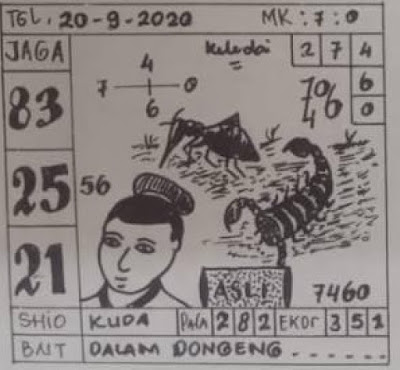 TGL, 20-9-2020 MK: 7: 0
JAGA
83
25
21
4
7 0
6
Keledai
2 7 4
6
0
7 0
4 6
56
ASLI
7460
SHIO KUDA PALA 2 8 2 EKOr 3 5 1
BAIT DALAM DONGENG . - - - - -